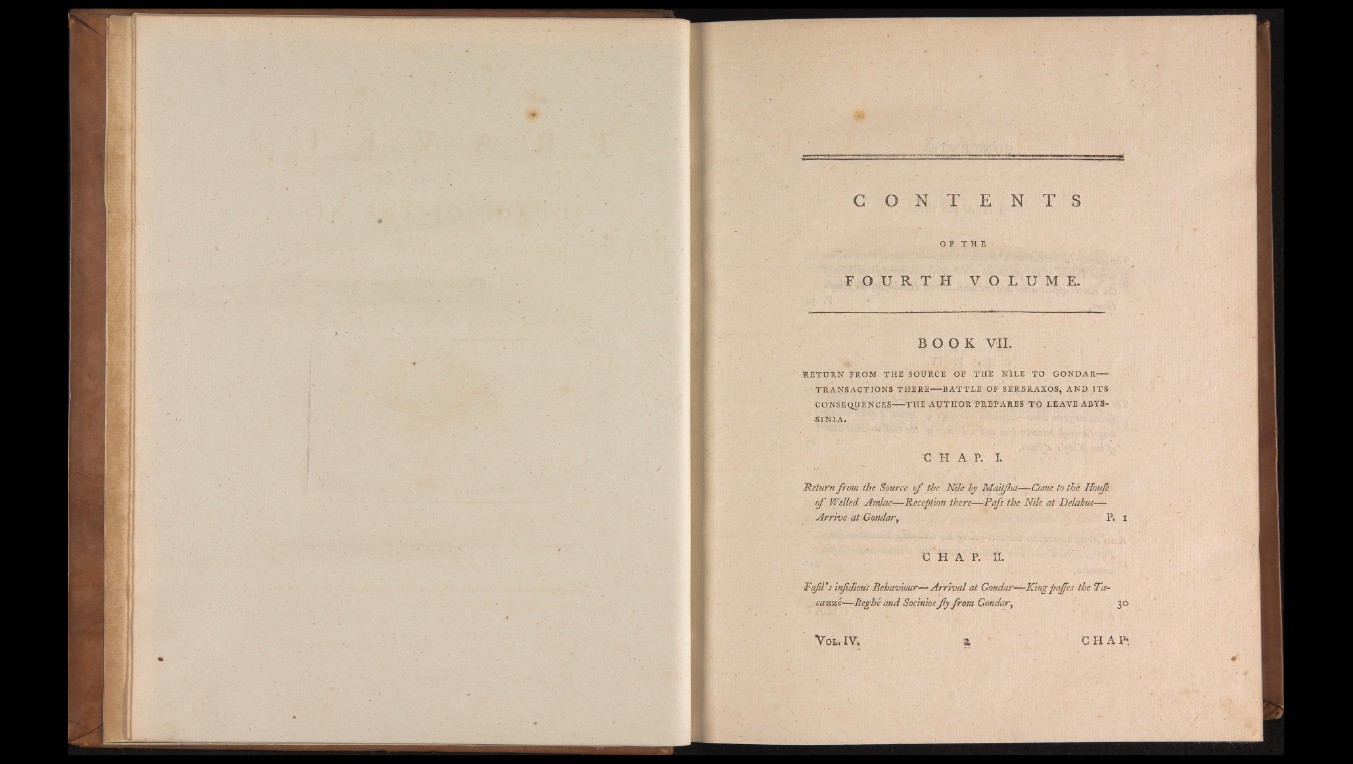 CONTENTS
OF THE
FOURTH VOLUME.
BOOK VII.
RETURN FROM THE SOURCE OF THE NILE TO GONDAR—
TRANSACTIONS THERE—BATTLE OF SERBRAXOS, AND ITS
CONSEQUENCES—THE AUTHOR PREPARES TO LEAVE ABYS-
SINIA.
CHAP. I.
Return from the Source of the Nile by Maitſha—Come to the Houſe
of Welled Amlac—Reception there—Paſs the Nile at Delakus—
Arrive at Gondar, P. 1
CHAP. II.
Faſil's inſidious Behaviour—Arrival at Gondar—King paſſes the Ta-
cazzé—Iteghé and Socinios fly from Gondar, 30
VOL. IV. a CHAP.